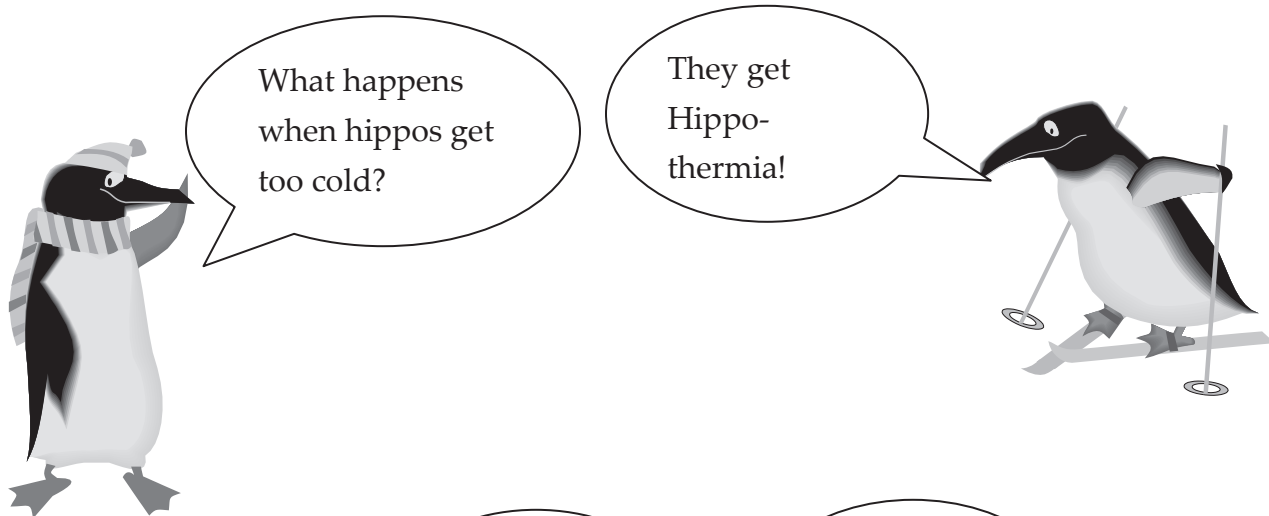 What happens
when hippos get
too cold?
They get
Hippo-
thermia!